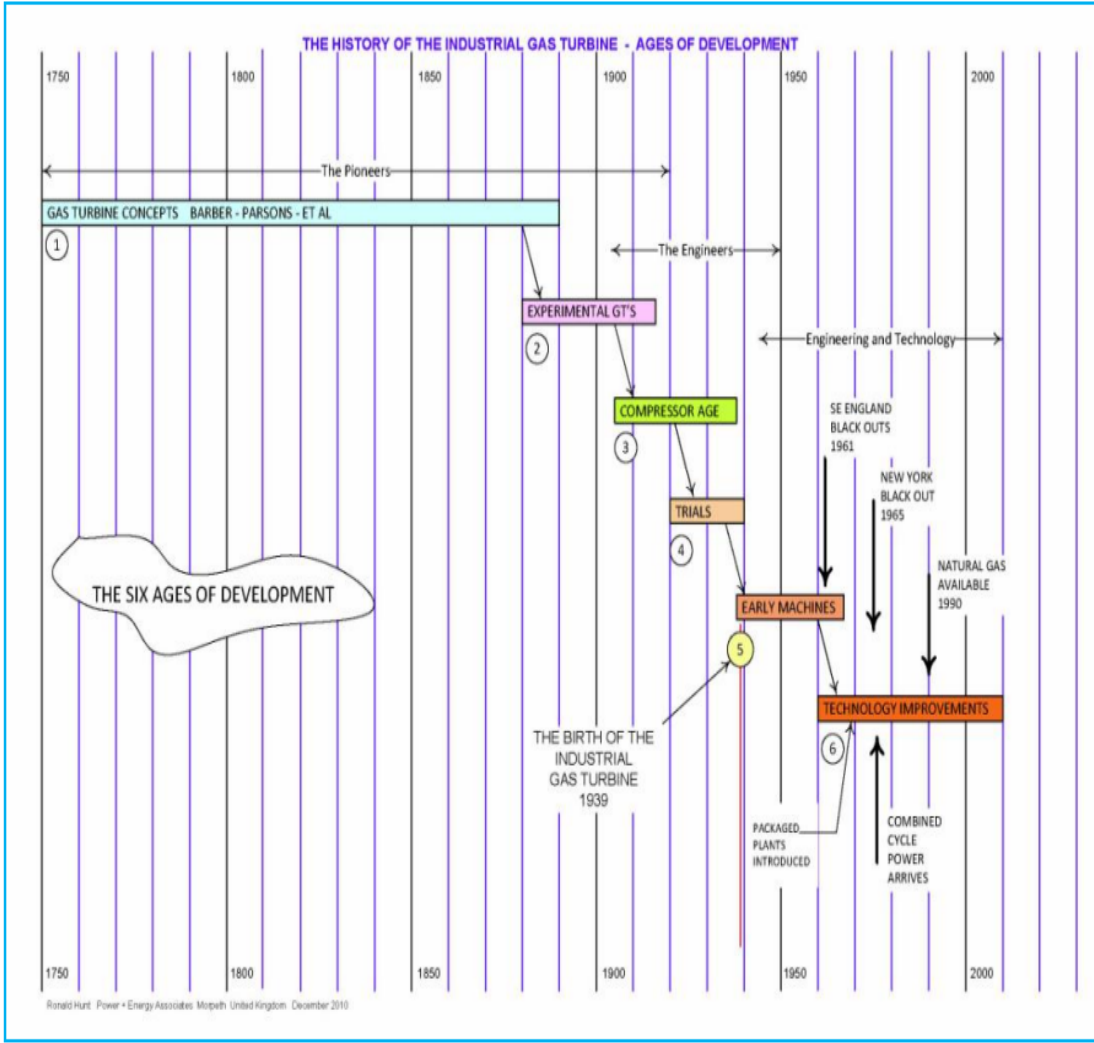 THE HISTORY OF THE INDUSTRIAL GAS TURBINE - AGES OF DEVELOPMENT
1750
1800
1850
1900
1950
2000
The Pioneers
GAS TURBINE CONCEPTS BARBER - PARSONS - ET AL
1
The Engineers
EXPERIMENTAL GT'S
2
Engineering and Technology
COMPRESSOR AGE
3
SE ENGLAND
BLACK OUTS
1961
NEW YORK
BLACK OUT
1965
TRIALS
4
NATURAL GAS
AVAILABLE
1990
THE SIX AGES OF DEVELOPMENT
EARLY MACHINES
5
TECHNOLOGY IMPROVEMENTS
6
THE BIRTH OF THE
INDUSTRIAL
GAS TURBINE
1939
PACKAGED
PLANTS
INTRODUCED
COMBINED
CYCLE
POWER
ARRIVES
1750
1800
1850
1900
1950
2000
Ronald Hunt Power + Energy Associates Morpeth United Kingdom December 2010